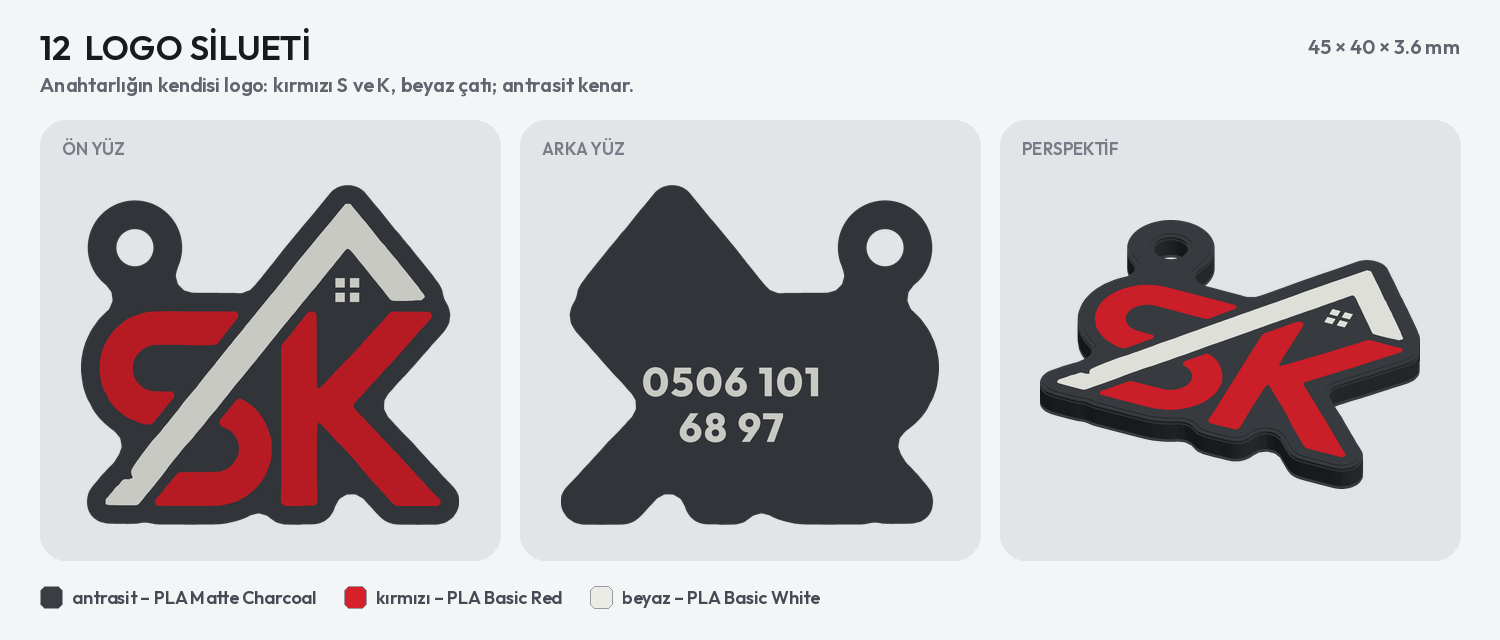 12 LOGO SİLUETİ
45 × 40 × 3.6 mm
Anahtarlığın kendisi logo: kırmızı S ve K, beyaz çatı; antrasit kenar.
ÖN YÜZ
ARKA YÜZ
PERSPEKTİF
SK
0506 101
68 97
SK
antrasit – PLA Matte Charcoal
kırmızı – PLA Basic Red
beyaz – PLA Basic White